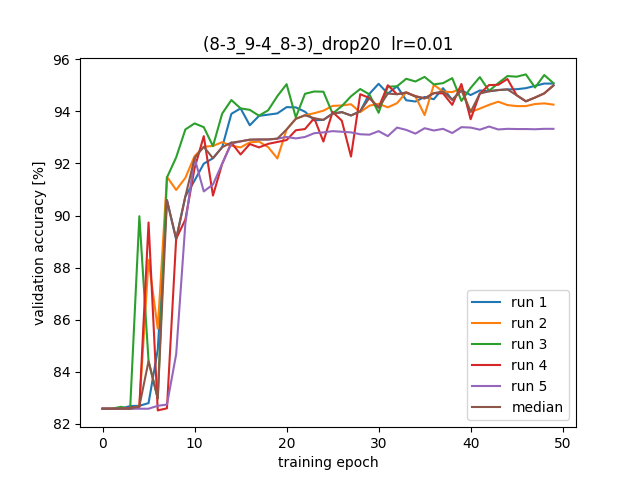 (8-3_9-4_8-3)_drop20 lr=0.01
validation accuracy [%]
96
94
92
90
88
86
84
82
0
10
20
30
40
50
training epoch
run 1
run 2
run 3
run 4
run 5
median